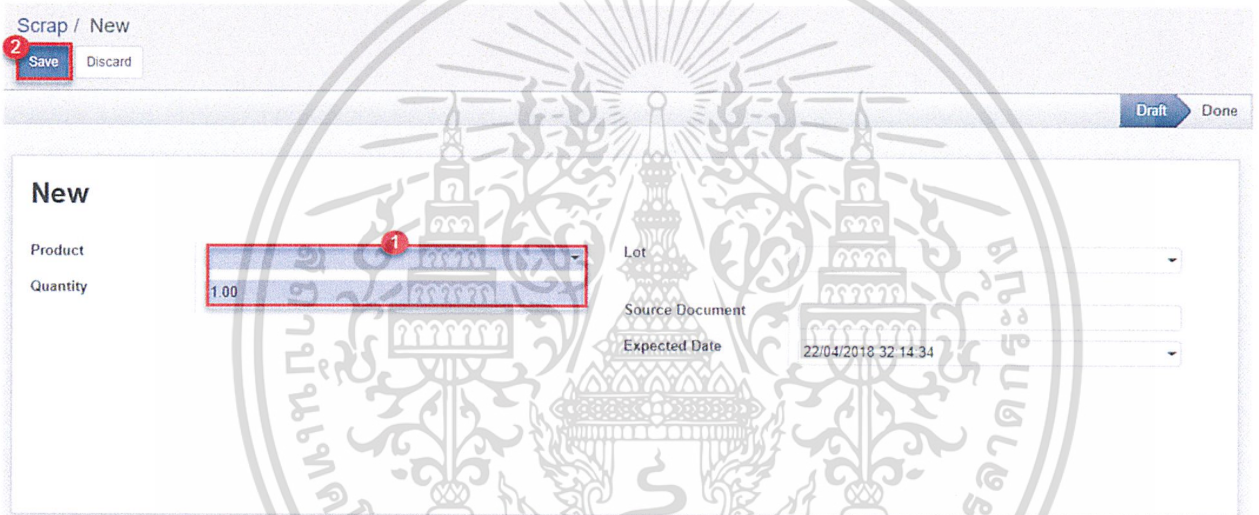 Scrap / New
2
Save Discard
Draft Done
New
Product
1
Lot
Quantity
1.00
Source Document
Expected Date
22/04/2018 32:14:34